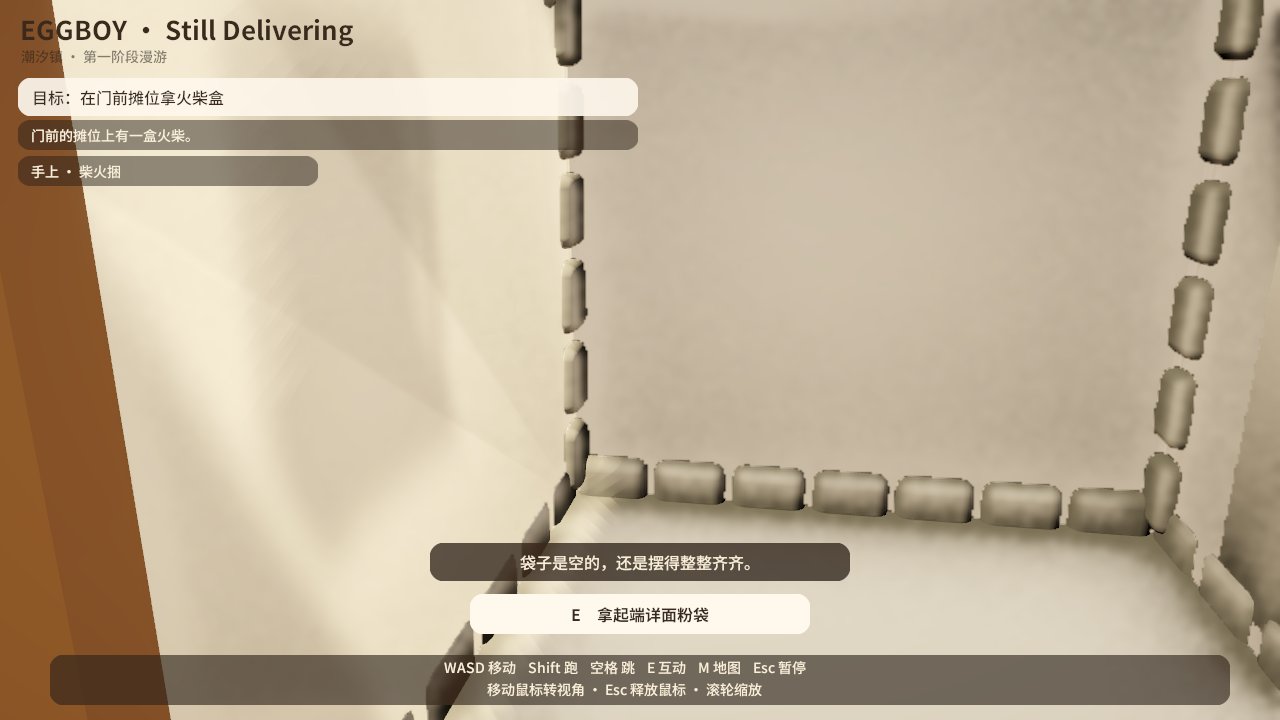 EGGBOY · Still Delivering
潮汐镇 · 第一阶段漫游
目标：在门前摊位拿火柴盒
门前的摊位上有一盒火柴。
手上 · 柴火捆
袋子是空的，还是摆得整整齐齐。
E 拿起端详面粉袋
WASD 移动 Shift 跑 空格 跳 E 互动 M 地图 Esc 暂停
移动鼠标转视角 · Esc 释放鼠标 · 滚轮缩放